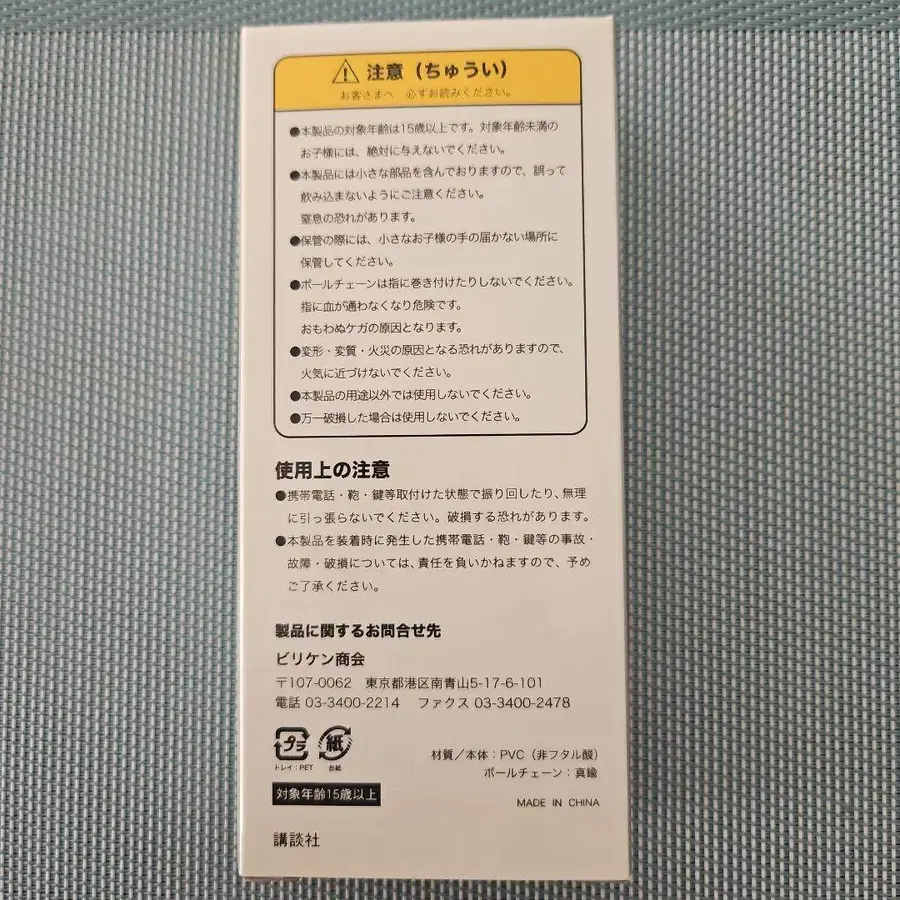 注意（ちゅうい）
お客さまへ 必ずお読みください。
●本製品の対象年齢は15歳以上です。対象年齢未満の
お子様には、絶対に与えないでください。
●本製品には小さな部品を含んでおりますので、誤って
飲み込まないようにご注意ください。
窒息の恐れがあります。
●保管の際には、小さなお子様の手の届かない場所に
保管してください。
●ボールチェーンは指に巻き付けたりしないでください。
指に血が通わなくなり危険です。
おもわぬケガの原因となります。
●変形・変質・火災の原因となる恐れがありますので、
火気に近づけないでください。
●本製品の用途以外では使用しないでください。
●万一破損した場合は使用しないでください。
使用上の注意
●携帯電話・鞄・鍵等取付けた状態で振り回したり、無理
に引っ張らないでください。破損する恐れがあります。
●本製品を装着時に発生した携帯電話・鞄・鍵等の事故・
故障・破損については、責任を負いかねますので、予め
ご了承ください。
製品に関するお問合せ先
ビリケン商会
〒107-0062 東京都港区南青山5-17-6-101
電話 03-3400-2214 ファクス 03-3400-2478
プラ 紙
トレイ：PET 台紙
材質／本体：PVC（非フタル酸）
ボールチェーン：真鍮
対象年齢15歳以上
MADE IN CHINA
講談社